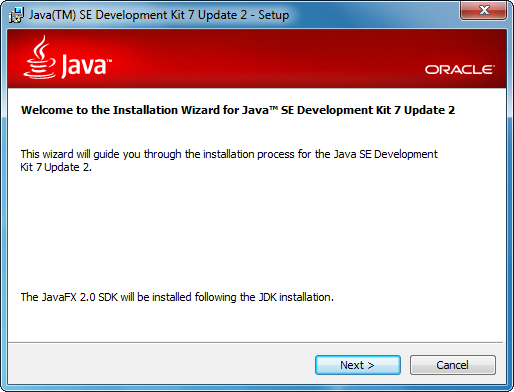 Java(TM) SE Development Kit 7 Update 2 - Setup
Java™
ORACLE®
Welcome to the Installation Wizard for Java™ SE Development Kit 7 Update 2
This wizard will guide you through the installation process for the Java SE Development
Kit 7 Update 2.
The JavaFX 2.0 SDK will be installed following the JDK installation.
Next >
Cancel